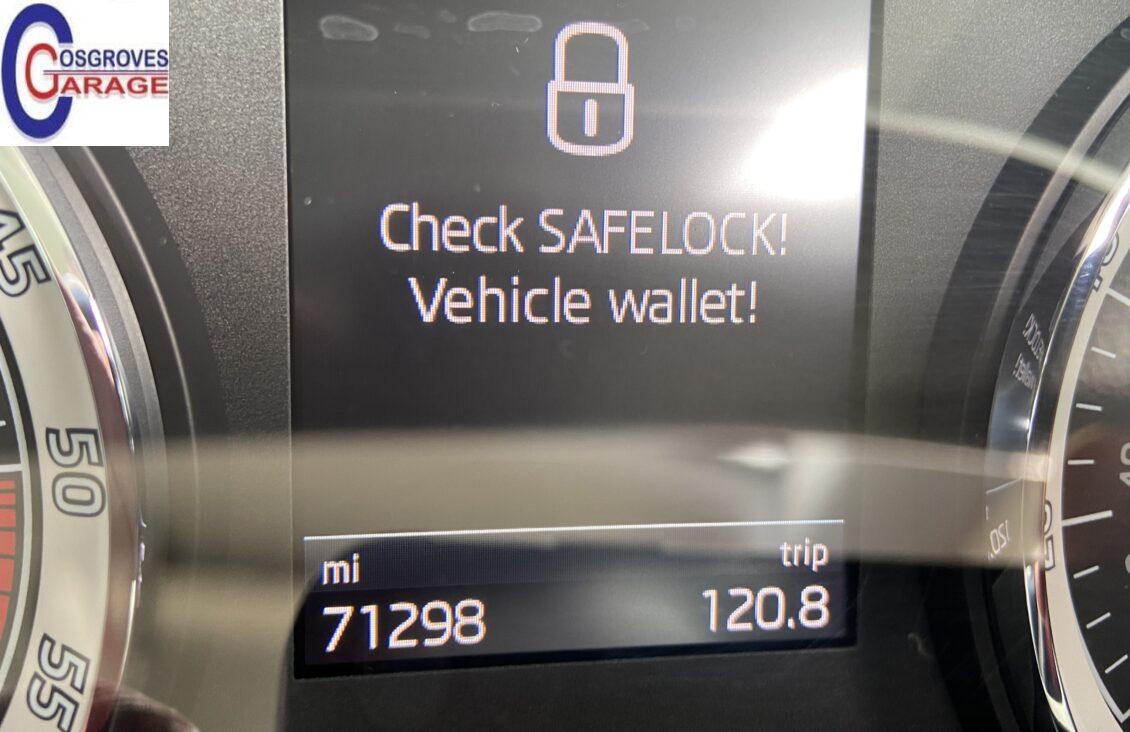 COSGROVES
GARAGE
Check SAFELOCK!
Vehicle wallet!
mi
trip
71298
120.8
45
50
55